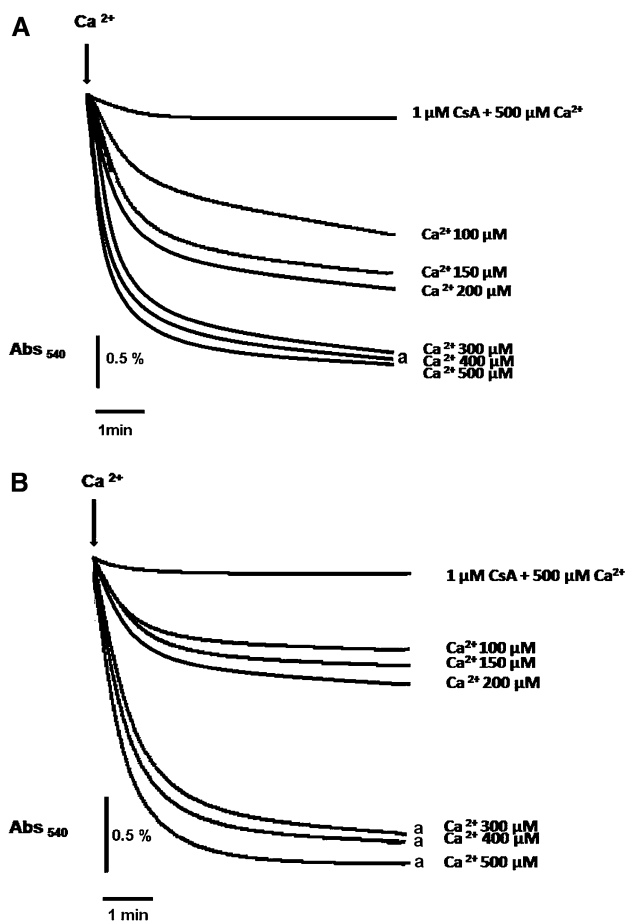 A
Ca 2+
1 µM CsA + 500 µM Ca2+
Ca2+ 100 µM
Ca2+ 150 µM
Ca2+ 200 µM
Ca2+ 300 µM
a Ca2+ 400 µM
Ca2+ 500 µM
Abs 540
0.5 %
1min
B
Ca 2+
1 µM CsA + 500 µM Ca2+
Ca2+ 100 µM
Ca2+ 150 µM
Ca 2+ 200 µM
a Ca2+ 300 µM
a Ca2+ 400 µM
a Ca2+ 500 µM
Abs 540
0.5 %
1 min